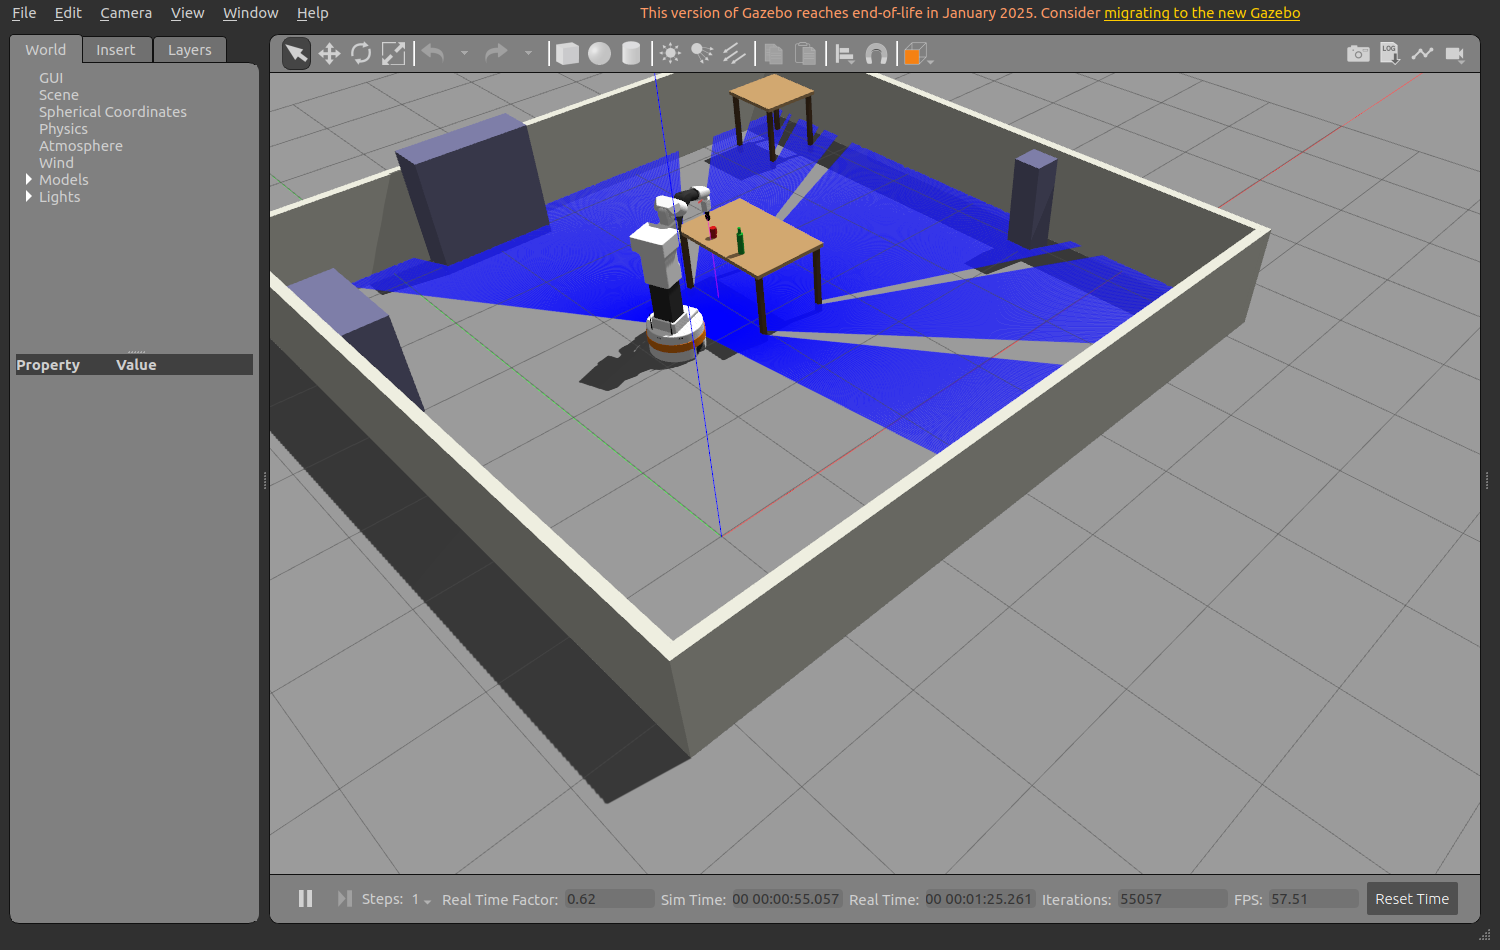 File Edit Camera View Window Help
This version of Gazebo reaches end-of-life in January 2025. Consider migrating to the new Gazebo
World Insert Layers
GUI
Scene
Spherical Coordinates
Physics
Atmosphere
Wind
Models
Lights
Property Value
LOG
Steps: 1 Real Time Factor: 0.62 Sim Time: 00 00:00:55.057 Real Time: 00 00:01:25.261 Iterations: 55057 FPS: 57.51 Reset Time